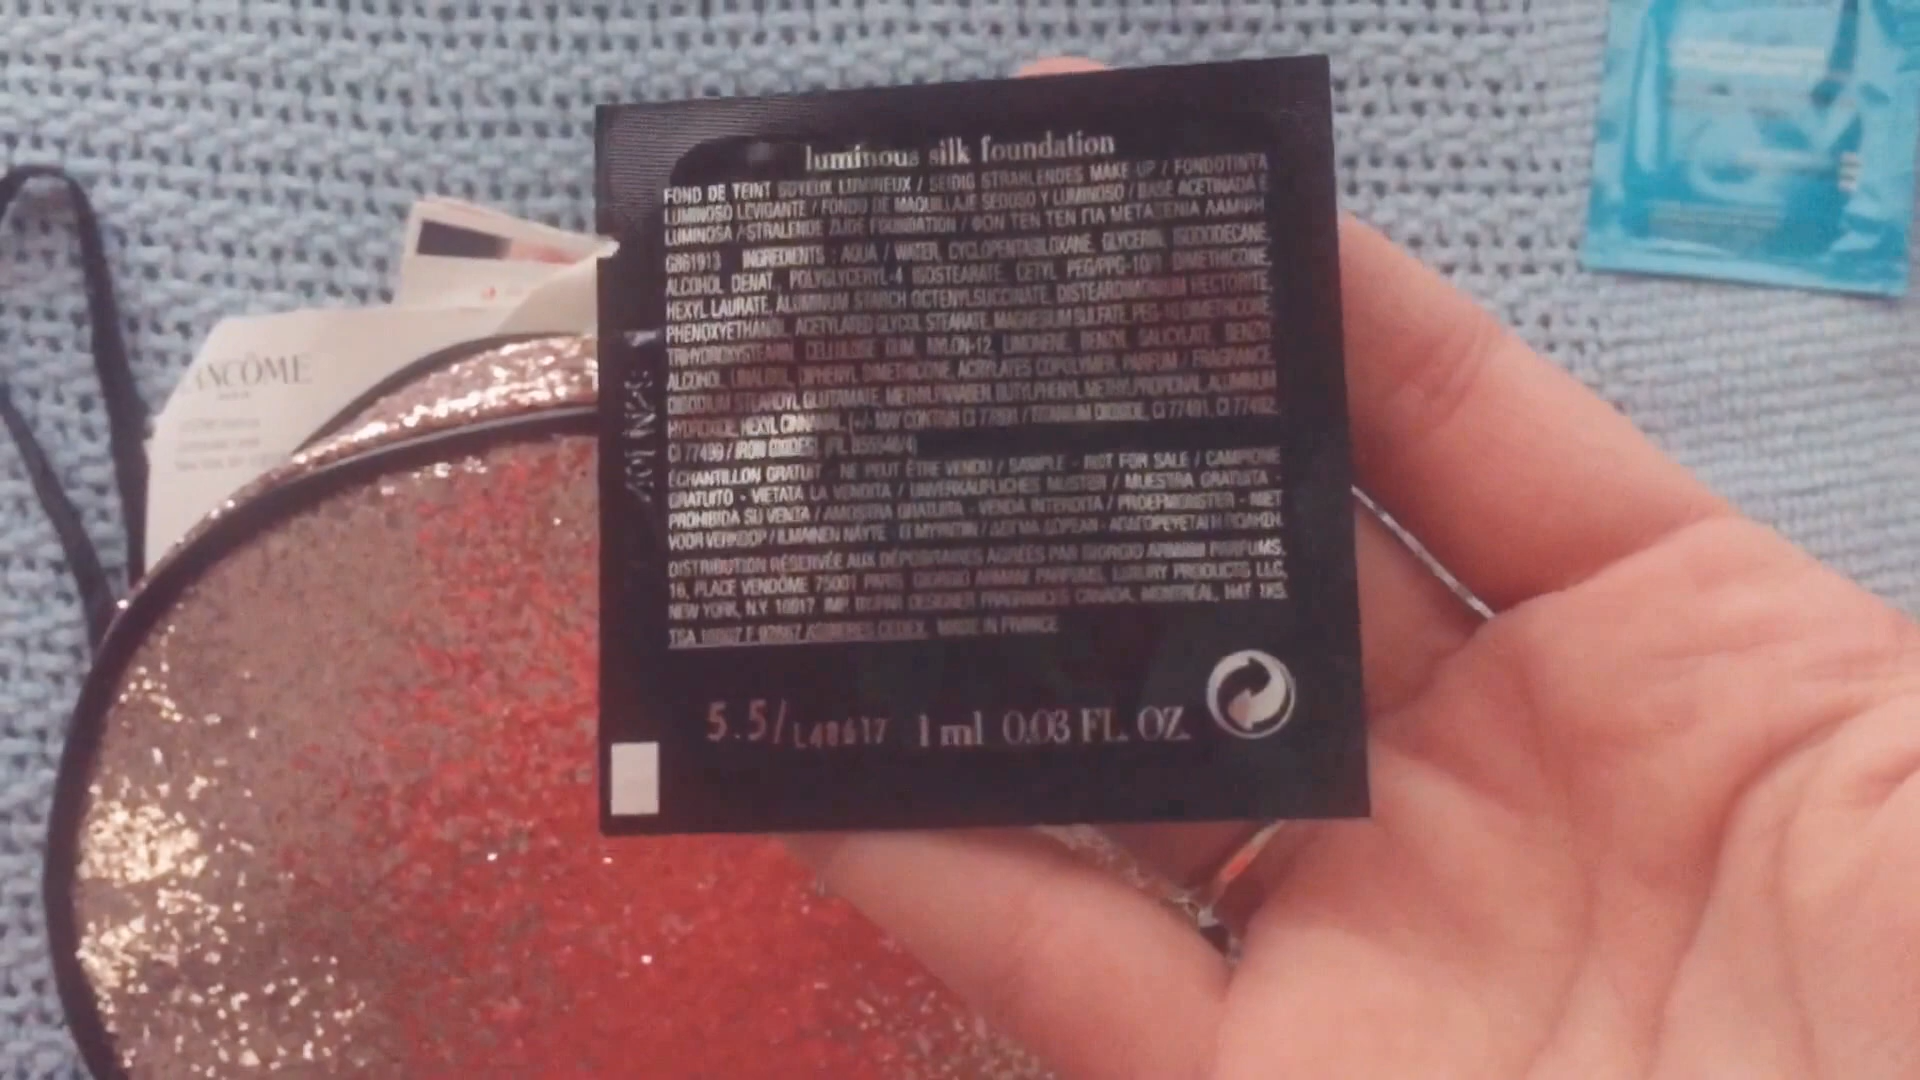 luminous silk foundation
FOND DE TEINT SOYEUX LUMINEUX / SEIDIG STRAHLENDES MAKE UP / FONDOTINTA
LUMINOSO LEVIGANTE / FONDO DE MAQUILLAJE SEDOSO Y LUMINOSO / BASE ACETINADA E
LUMINOSA / STRALENDE ZIJDE FOUNDATION / ΦΟΝ ΤΕΝ ΤΕΝ ΓΙΑ ΜΕΤΑΞΕΝΙΑ ΛΑΜΨΗ
G861913 INGREDIENTS : AQUA / WATER, CYCLOPENTASILOXANE, GLYCERIN, ISODODECANE,
ALCOHOL DENAT., POLYGLYCERYL-4 ISOSTEARATE, CETYL PEG/PPG-10/1 DIMETHICONE,
HEXYL LAURATE, ALUMINUM STARCH OCTENYLSUCCINATE, DISTEARDIMONIUM HECTORITE,
PHENOXYETHANOL, ACETYLATED GLYCOL STEARATE, MAGNESIUM SULFATE, PEG-10 DIMETHICONE,
TRIHYDROXYSTEARIN, CELLULOSE GUM, NYLON-12, LIMONENE, BENZYL SALICYLATE, BENZYL
ALCOHOL, LINALOOL, DIPHENYL DIMETHICONE, ACRYLATES COPOLYMER, PARFUM / FRAGRANCE,
DISODIUM STEAROYL GLUTAMATE, METHYLPARABEN, BUTYLPHENYL METHYLPROPIONAL, ALUMINUM
HYDROXIDE, HEXYL CINNAMAL, [+/- MAY CONTAIN CI 77891 / TITANIUM DIOXIDE, CI 77491, CI 77492,
CI 77499 / IRON OXIDES]
ÉCHANTILLON GRATUIT - NE PEUT ÊTRE VENDU / SAMPLE - NOT FOR SALE / CAMPIONE
GRATUITO - VIETATA LA VENDITA / UNVERKÄUFLICHES MUSTER / MUESTRA GRATUITA -
PROHIBIDA SU VENTA / AMOSTRA GRATUITA - VENDA INTERDITA / PROEFMONSTER - NIET
VOOR VERKOOP / ILMAINEN NÄYTE - EI MYYNTIIN / ΔΕΙΓΜΑ ΔΩΡΕΑΝ - ΑΠΑΓΟΡΕΥΕΤΑΙ Η ΠΩΛΗΣΗ.
DISTRIBUTION RÉSERVÉE AUX DÉPOSITAIRES AGRÉÉS PAR GIORGIO ARMANI PARFUMS,
16, PLACE VENDÔME 75001 PARIS, GIORGIO ARMANI PARFUMS, LUXURY PRODUCTS LLC,
NEW YORK, N.Y. 10017 DESIGNER FRAGRANCES CANADA, MONTREAL,
MADE IN FRANCE
5.5/ 1 ml 0.03 FL. OZ.
LANCÔME